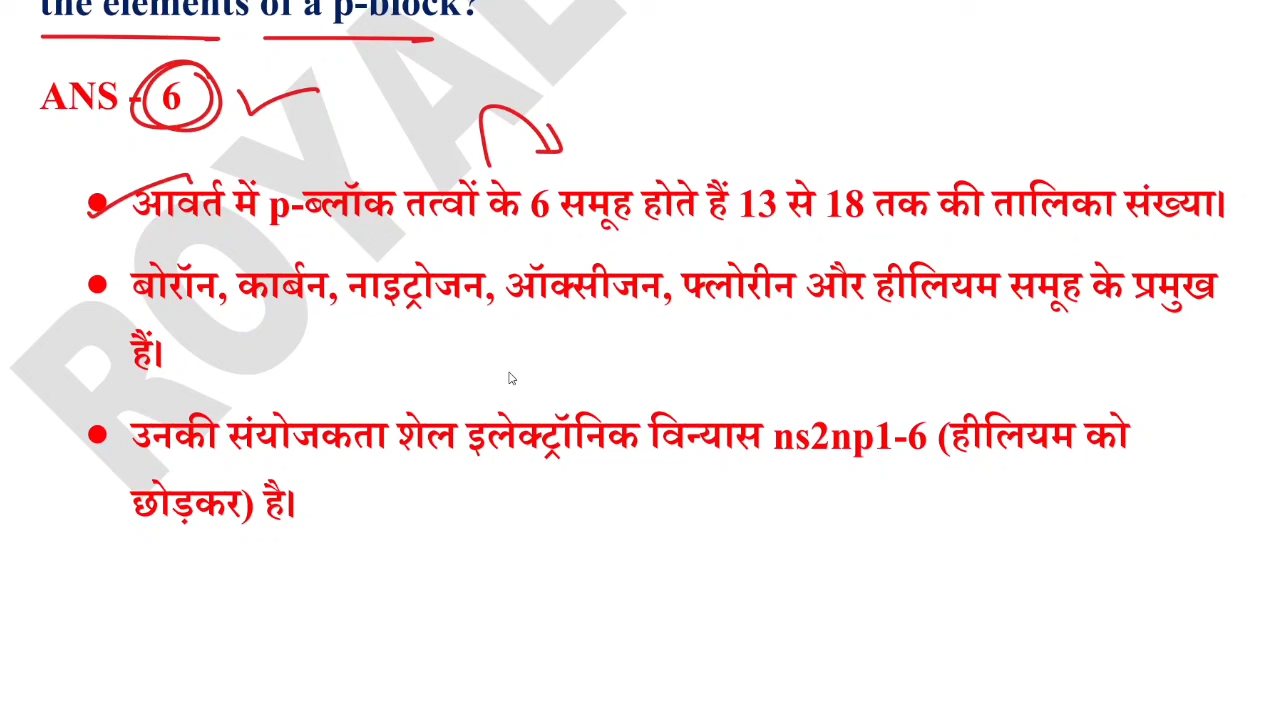 the elements of a p-block?
ANS - 6
आवर्त में p-ब्लॉक तत्वों के 6 समूह होते हैं 13 से 18 तक की तालिका संख्या।
बोरॉन, कार्बन, नाइट्रोजन, ऑक्सीजन, फ्लोरीन और हीलियम समूह के प्रमुख
हैं।
उनकी संयोजकता शेल इलेक्ट्रॉनिक विन्यास ns2np1-6 (हीलियम को
छोड़कर) है।
ROYAL